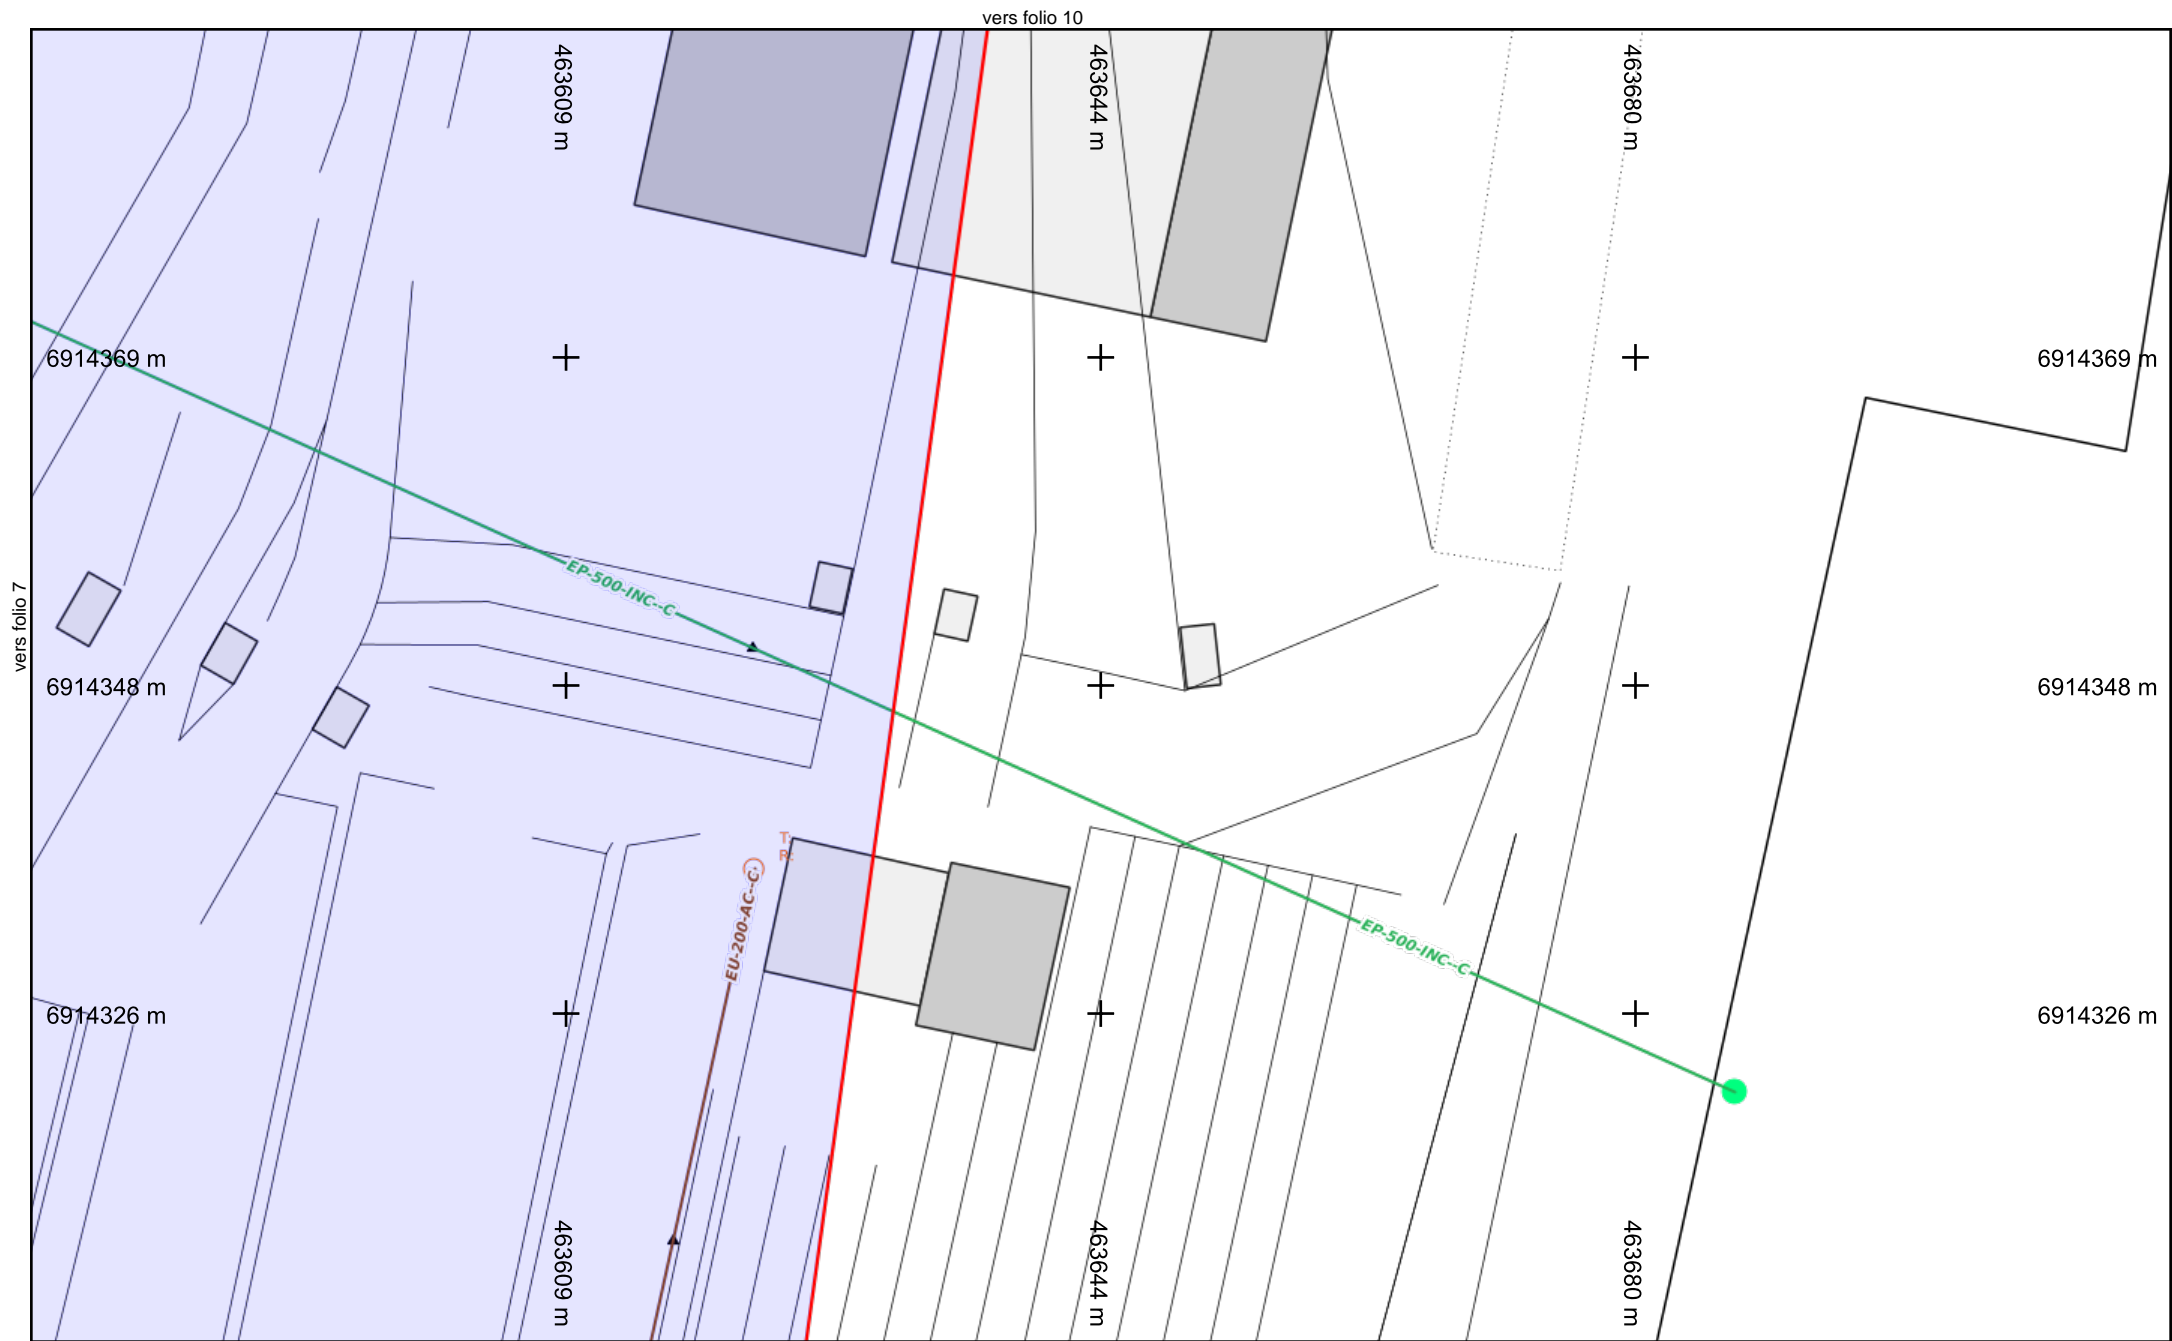 vers folio 10
463609 m
463644 m
463680 m
6914369 m
6914369 m
EP-500-INC--C
vers folio 7
6914348 m
6914348 m
T:
R:
EU-200-AC--C
EP-500-INC--C
6914326 m
6914326 m
463609 m
463644 m
463680 m